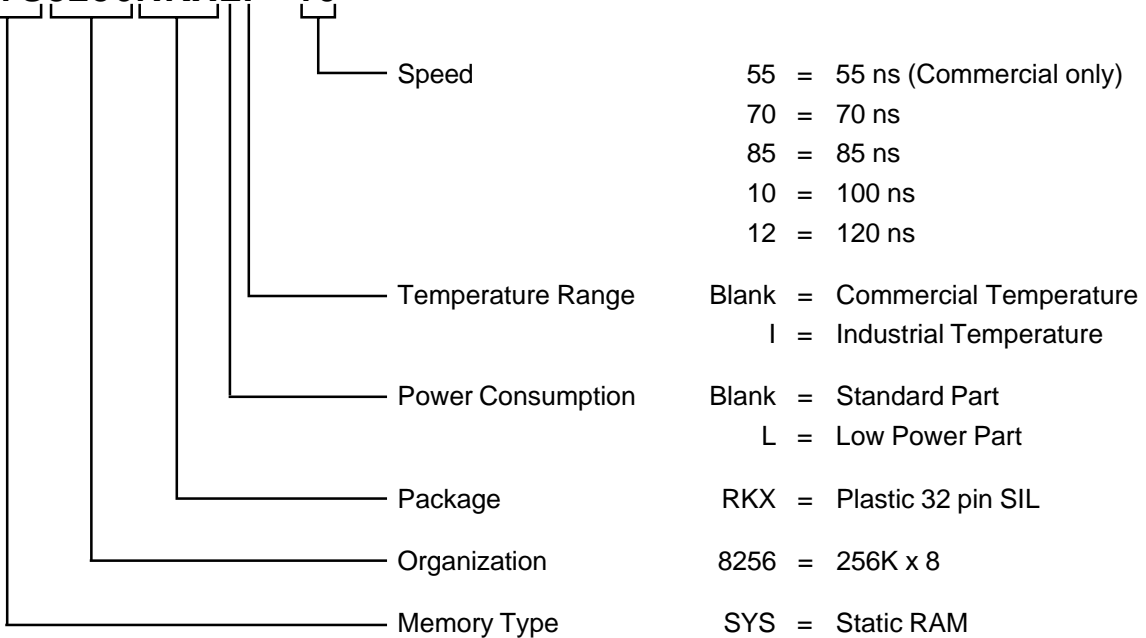 Speed 55 = 55 ns (Commercial only)
70 = 70 ns
85 = 85 ns
10 = 100 ns
12 = 120 ns
Temperature Range Blank = Commercial Temperature
I = Industrial Temperature
Power Consumption Blank = Standard Part
L = Low Power Part
Package RKX = Plastic 32 pin SIL
Organization 8256 = 256K x 8
Memory Type SYS = Static RAM